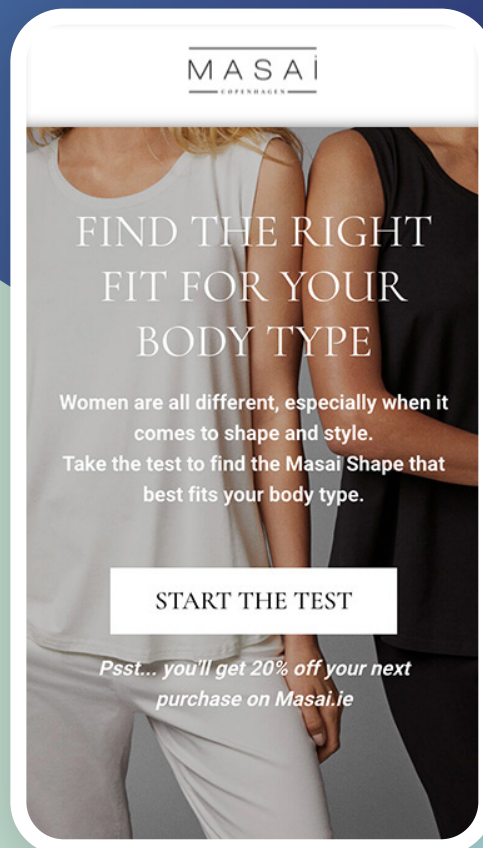 MASAI
COPENHAGEN
FIND THE RIGHT
FIT FOR YOUR
BODY TYPE
Women are all different, especially when it
comes to shape and style.
Take the test to find the Masai Shape that
best fits your body type.
START THE TEST
Psst... you'll get 20% off your next
purchase on Masai.ie